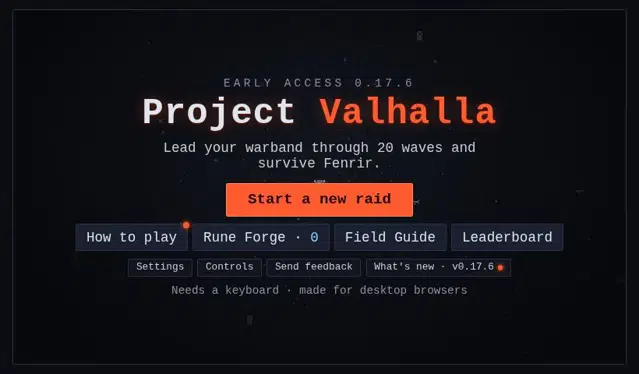 EARLY ACCESS 0.17.6
Project Valhalla
Lead your warband through 20 waves and
survive Fenrir.
Start a new raid
How to play
Rune Forge · 0
Field Guide
Leaderboard
Settings
Controls
Send feedback
What's new · v0.17.6
Needs a keyboard · made for desktop browsers